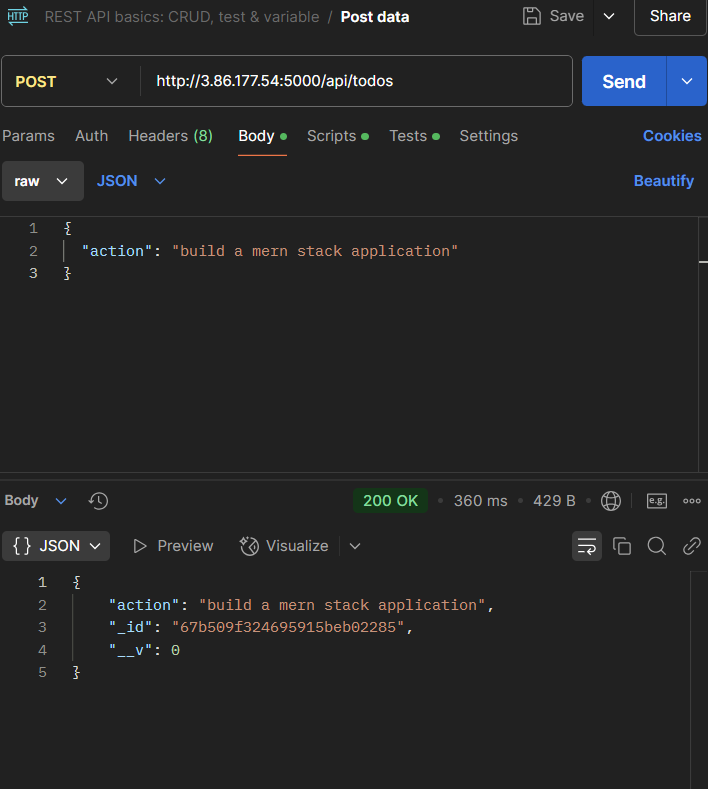 HTTP REST API basics: CRUD, test & variable / Post data Save Share
POST http://3.86.177.54:5000/api/todos Send
Params Auth Headers (8) Body Scripts Tests Settings Cookies
raw JSON Beautify
1 {
2 "action": "build a mern stack application"
3 }
Body 200 OK 360 ms 429 B e.g.
{} JSON Preview Visualize
1 {
2 "action": "build a mern stack application",
3 "_id": "67b509f324695915beb02285",
4 "__v": 0
5 }